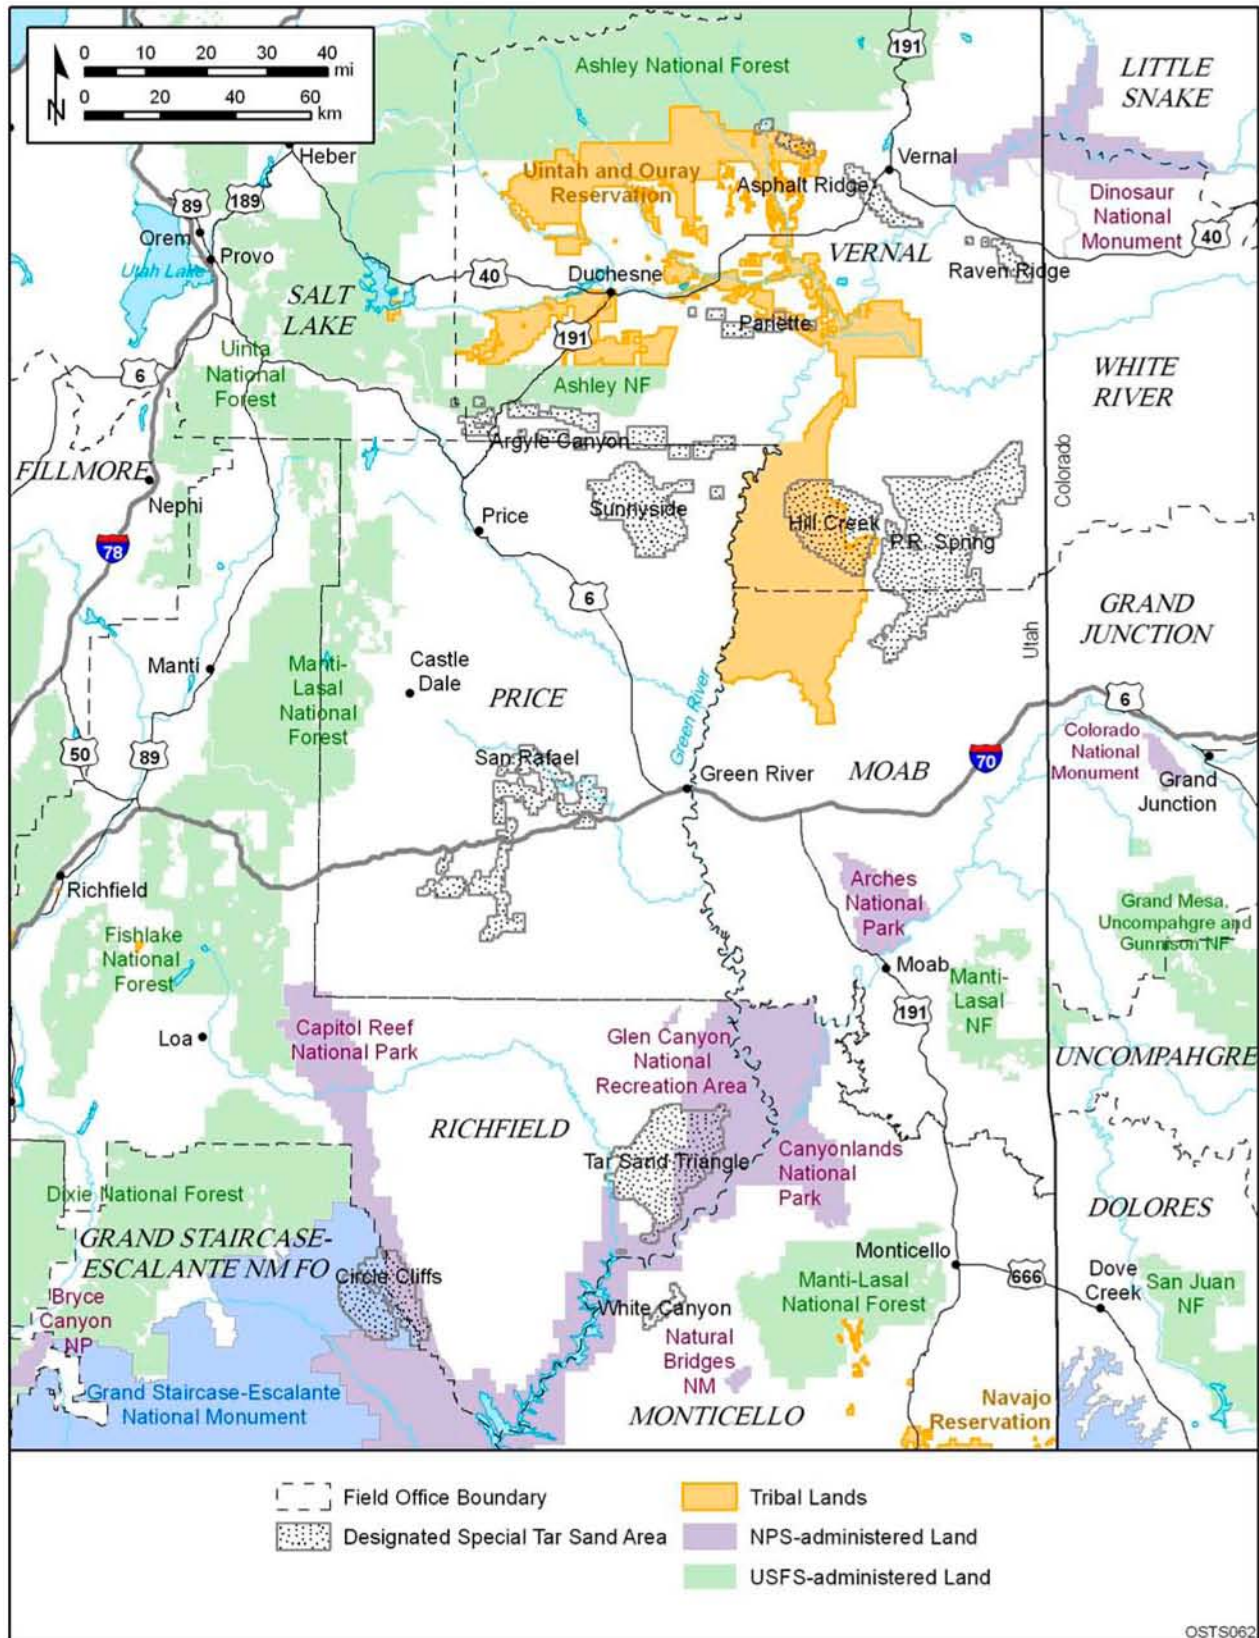 0 10 20 30 40
mi
0 20 40 60
km
N
191
Ashley National Forest
LITTLE
SNAKE
Heber
Uintah and Ouray
Reservation
Asphalt Ridge
Vernal
Dinosaur
National
Monument
40
89
189
Orem
Provo
Utah Lake
SALT
LAKE
40
Duchesne
VERNAL
Raven Ridge
191
Pariette
6
Uinta
National
Forest
Ashley NF
WHITE
RIVER
Argyle Canyon
FILLMORE
Nephi
Colorado
Price
Sunnyside
Hill Creek
P.R. Spring
78
6
GRAND
JUNCTION
Utah
Manti
Manti-
Lasal
National
Forest
Castle
Dale
PRICE
Green River
6
50
89
San Rafael
Green River
MOAB
70
Colorado
National
Monument
Grand
Junction
Richfield
Arches
National
Park
Grand Mesa,
Uncompahgre and
Gunnison NF
Fishlake
National
Forest
Moab
Manti-
Lasal
NF
191
Loa
Capitol Reef
National Park
Glen Canyon
National
Recreation Area
UNCOMPAHGRE
RICHFIELD
Tar Sand Triangle
Canyonlands
National
Park
Dixie National Forest
DOLORES
GRAND STAIRCASE-
ESCALANTE NM FO
Circle Cliffs
Monticello
666
Dove
Creek
San Juan
NF
Bryce
Canyon
NP
White Canyon
Manti-Lasal
National Forest
Natural
Bridges
NM
Grand Staircase-Escalante
National Monument
MONTICELLO
Navajo
Reservation
Field Office Boundary
Designated Special Tar Sand Area
Tribal Lands
NPS-administered Land
USFS-administered Land
OSTS062